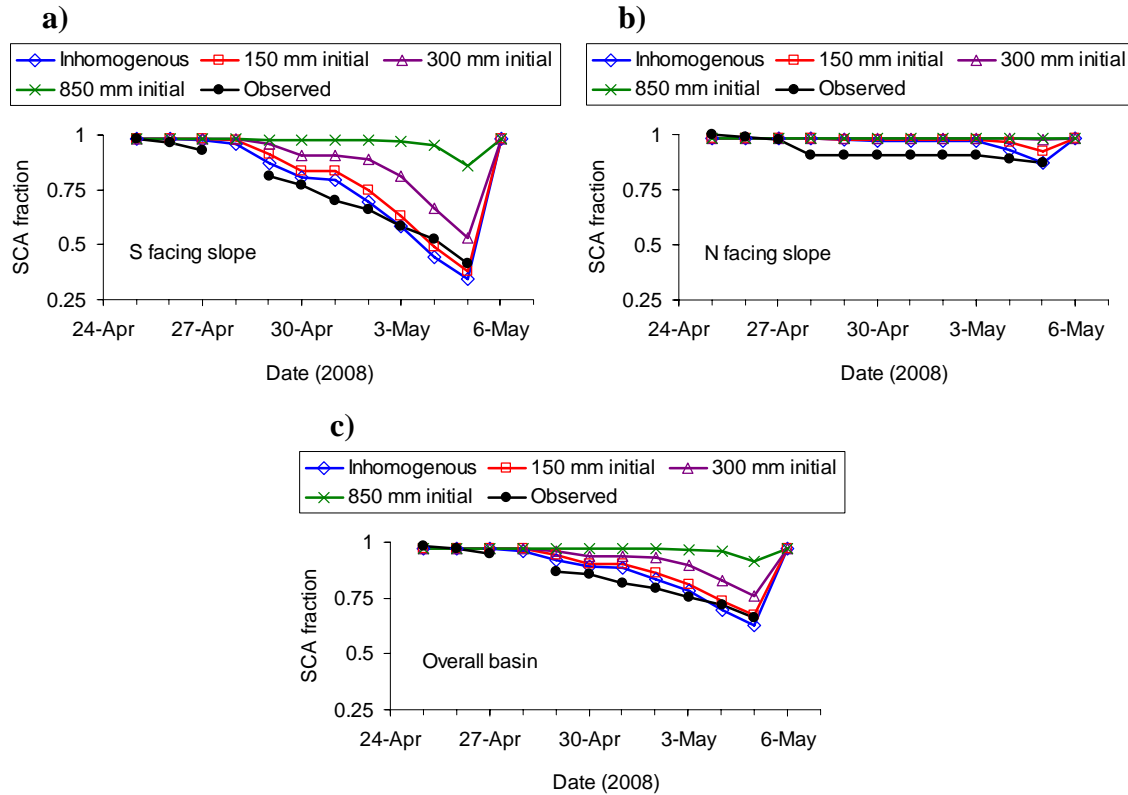 a)
Inhomogenous 150 mm initial 300 mm initial
850 mm initial Observed
1
0.75
0.5
0.25
SCA fraction
S facing slope
24-Apr 27-Apr 30-Apr 3-May 6-May
Date (2008)
b)
Inhomogenous 150 mm initial 300 mm initial
850 mm initial Observed
1
0.75
0.5
0.25
SCA fraction
N facing slope
24-Apr 27-Apr 30-Apr 3-May 6-May
Date (2008)
c)
Inhomogenous 150 mm initial 300 mm initial
850 mm initial Observed
1
0.75
0.5
0.25
SCA fraction
Overall basin
24-Apr 27-Apr 30-Apr 3-May 6-May
Date (2008)